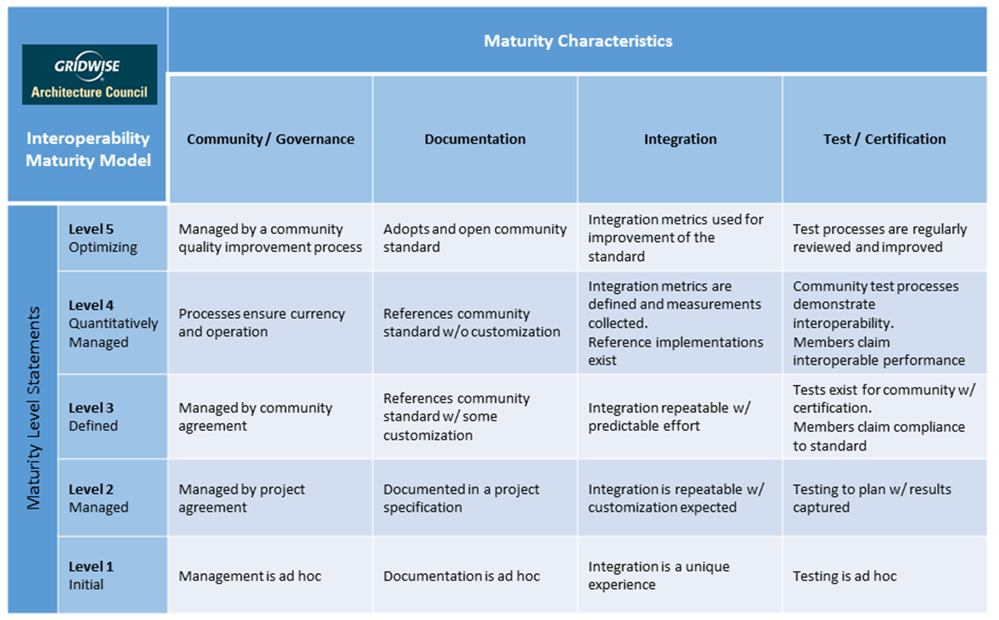 GRIDWISE
®
Architecture Council
Interoperability
Maturity Model
Maturity Characteristics
Community / Governance
Documentation
Integration
Test / Certification
Maturity Level Statements
Level 5
Optimizing
Managed by a community
quality improvement process
Adopts and open community
standard
Integration metrics used for
improvement of the
standard
Test processes are regularly
reviewed and improved
Level 4
Quantitatively
Managed
Processes ensure currency
and operation
References community
standard w/o customization
Integration metrics are
defined and measurements
collected.
Reference implementations
exist
Community test processes
demonstrate
interoperability.
Members claim
interoperable performance
Level 3
Defined
Managed by community
agreement
References community
standard w/ some
customization
Integration repeatable w/
predictable effort
Tests exist for community w/
certification.
Members claim compliance
to standard
Level 2
Managed
Managed by project
agreement
Documented in a project
specification
Integration is repeatable w/
customization expected
Testing to plan w/ results
captured
Level 1
Initial
Management is ad hoc
Documentation is ad hoc
Integration is a unique
experience
Testing is ad hoc